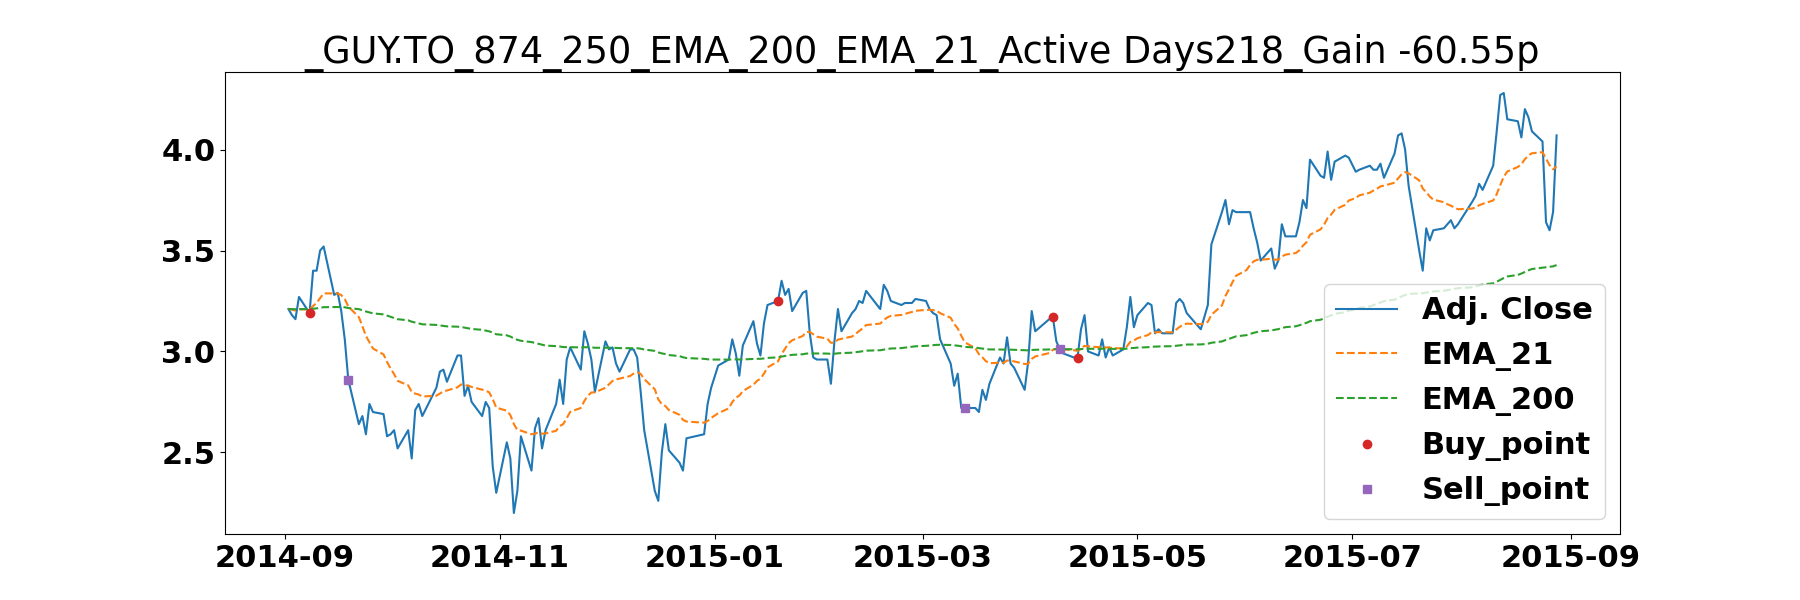 _GUY.TO_874_250_EMA_200_EMA_21_Active Days218_Gain -60.55p
4.0
3.5
3.0
2.5
Adj. Close
EMA_21
EMA_200
Buy_point
Sell_point
2014-09
2014-11
2015-01
2015-03
2015-05
2015-07
2015-09